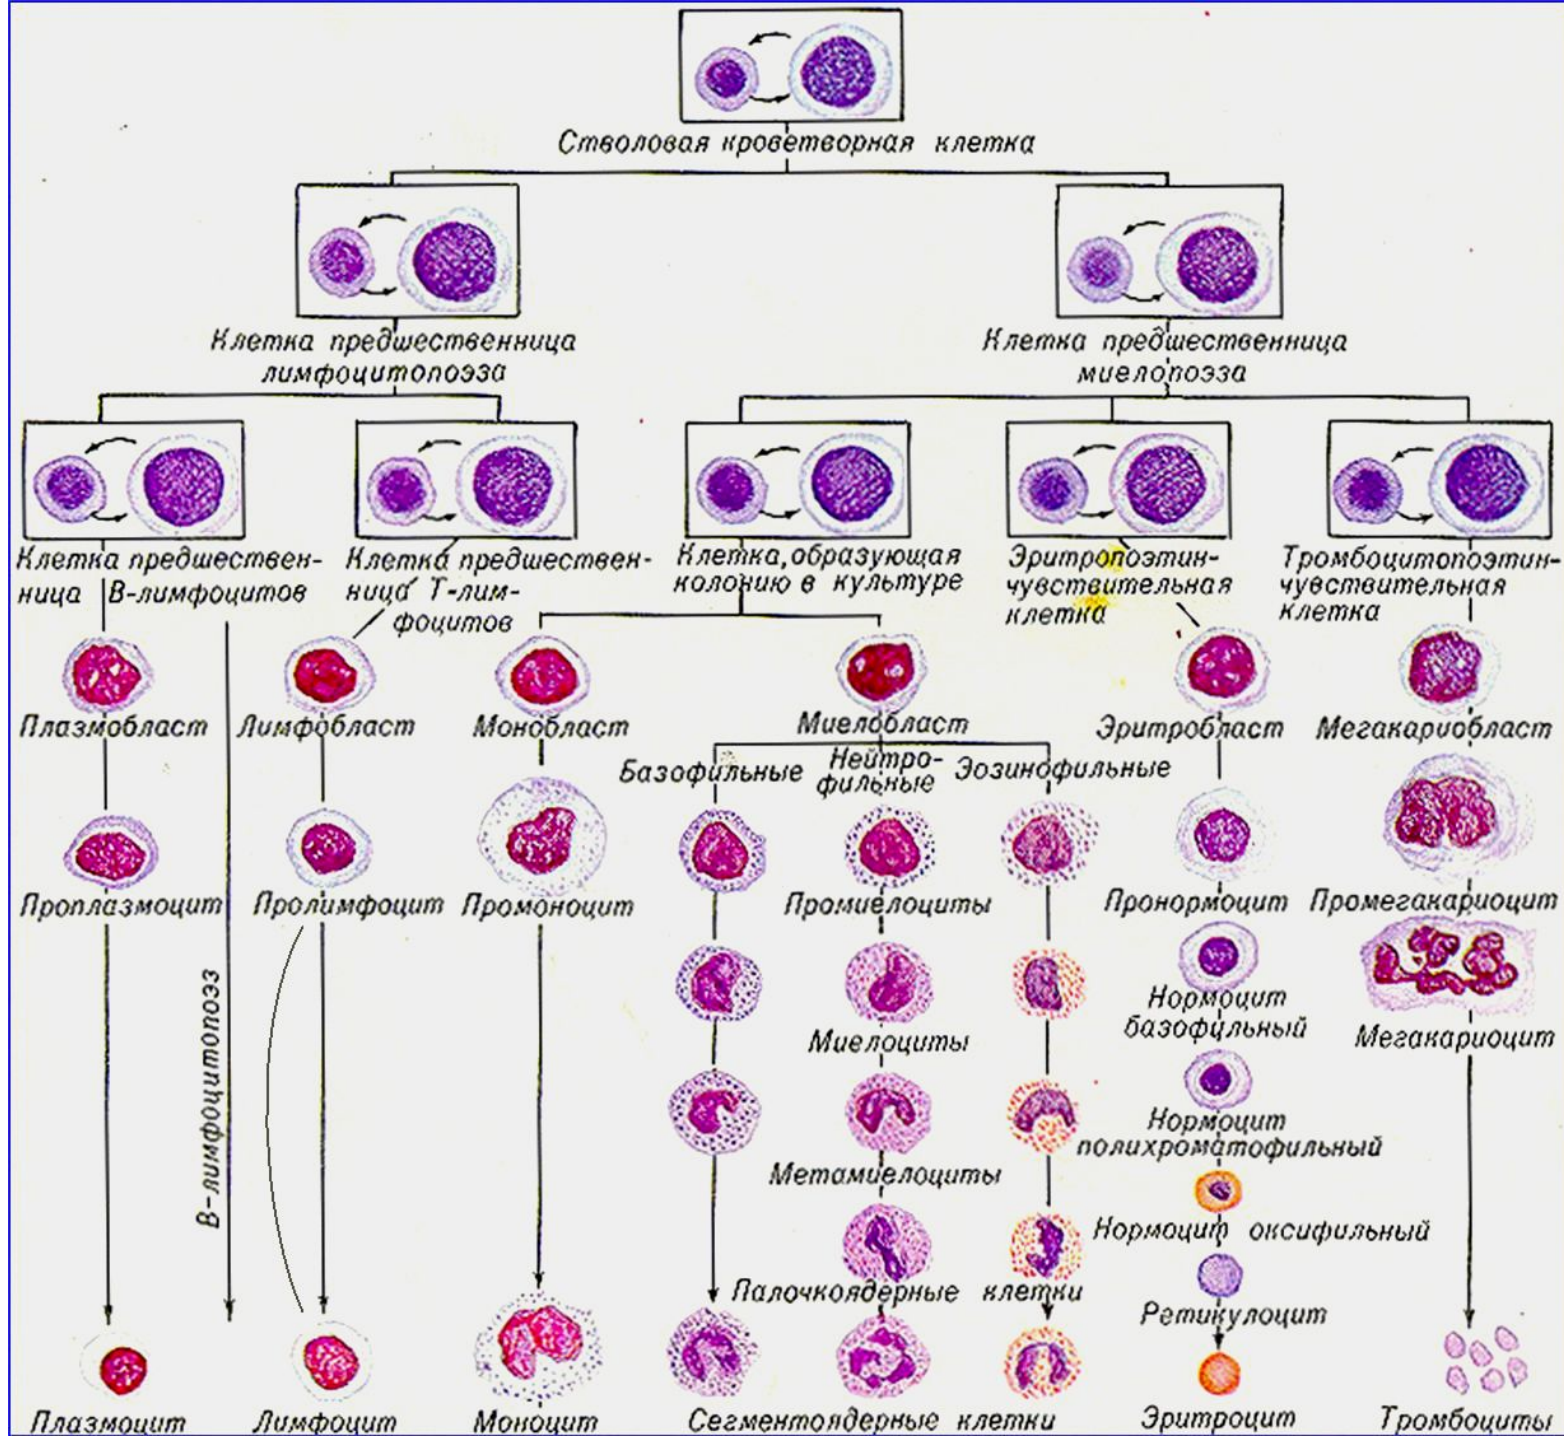 Стволовая кроветворная клетка
Клетка предшественница
лимфоцитопоэза
Клетка предшественница
миелопоэза
Клетка предшествен-
ница В-лимфоцитов
Клетка предшествен-
ница Т-лим-
фоцитов
Клетка, образующая
колонию в культуре
Эритропоэтин-
чувствительная
клетка
Тромбоцитопоэтин-
чувствительная
клетка
Плазмобласт
Лимфобласт
Монобласт
Миелобласт
Эритробласт
Мегакариобласт
Базофильные
Нейтро-
фильные
Эозинофильные
Проплазмоцит
Пролимфоцит
Промоноцит
Промиелоциты
Пронормоцит
Промегакариоцит
В-лимфоцитопоэз
Миелоциты
Нормоцит
базофильный
Мегакариоцит
Метамиелоциты
Нормоцит
полихроматофильный
Нормоцит оксифильный
Палочкоядерные клетки
Ретикулоцит
Плазмоцит
Лимфоцит
Моноцит
Сегментоядерные клетки
Эритроцит
Тромбоциты